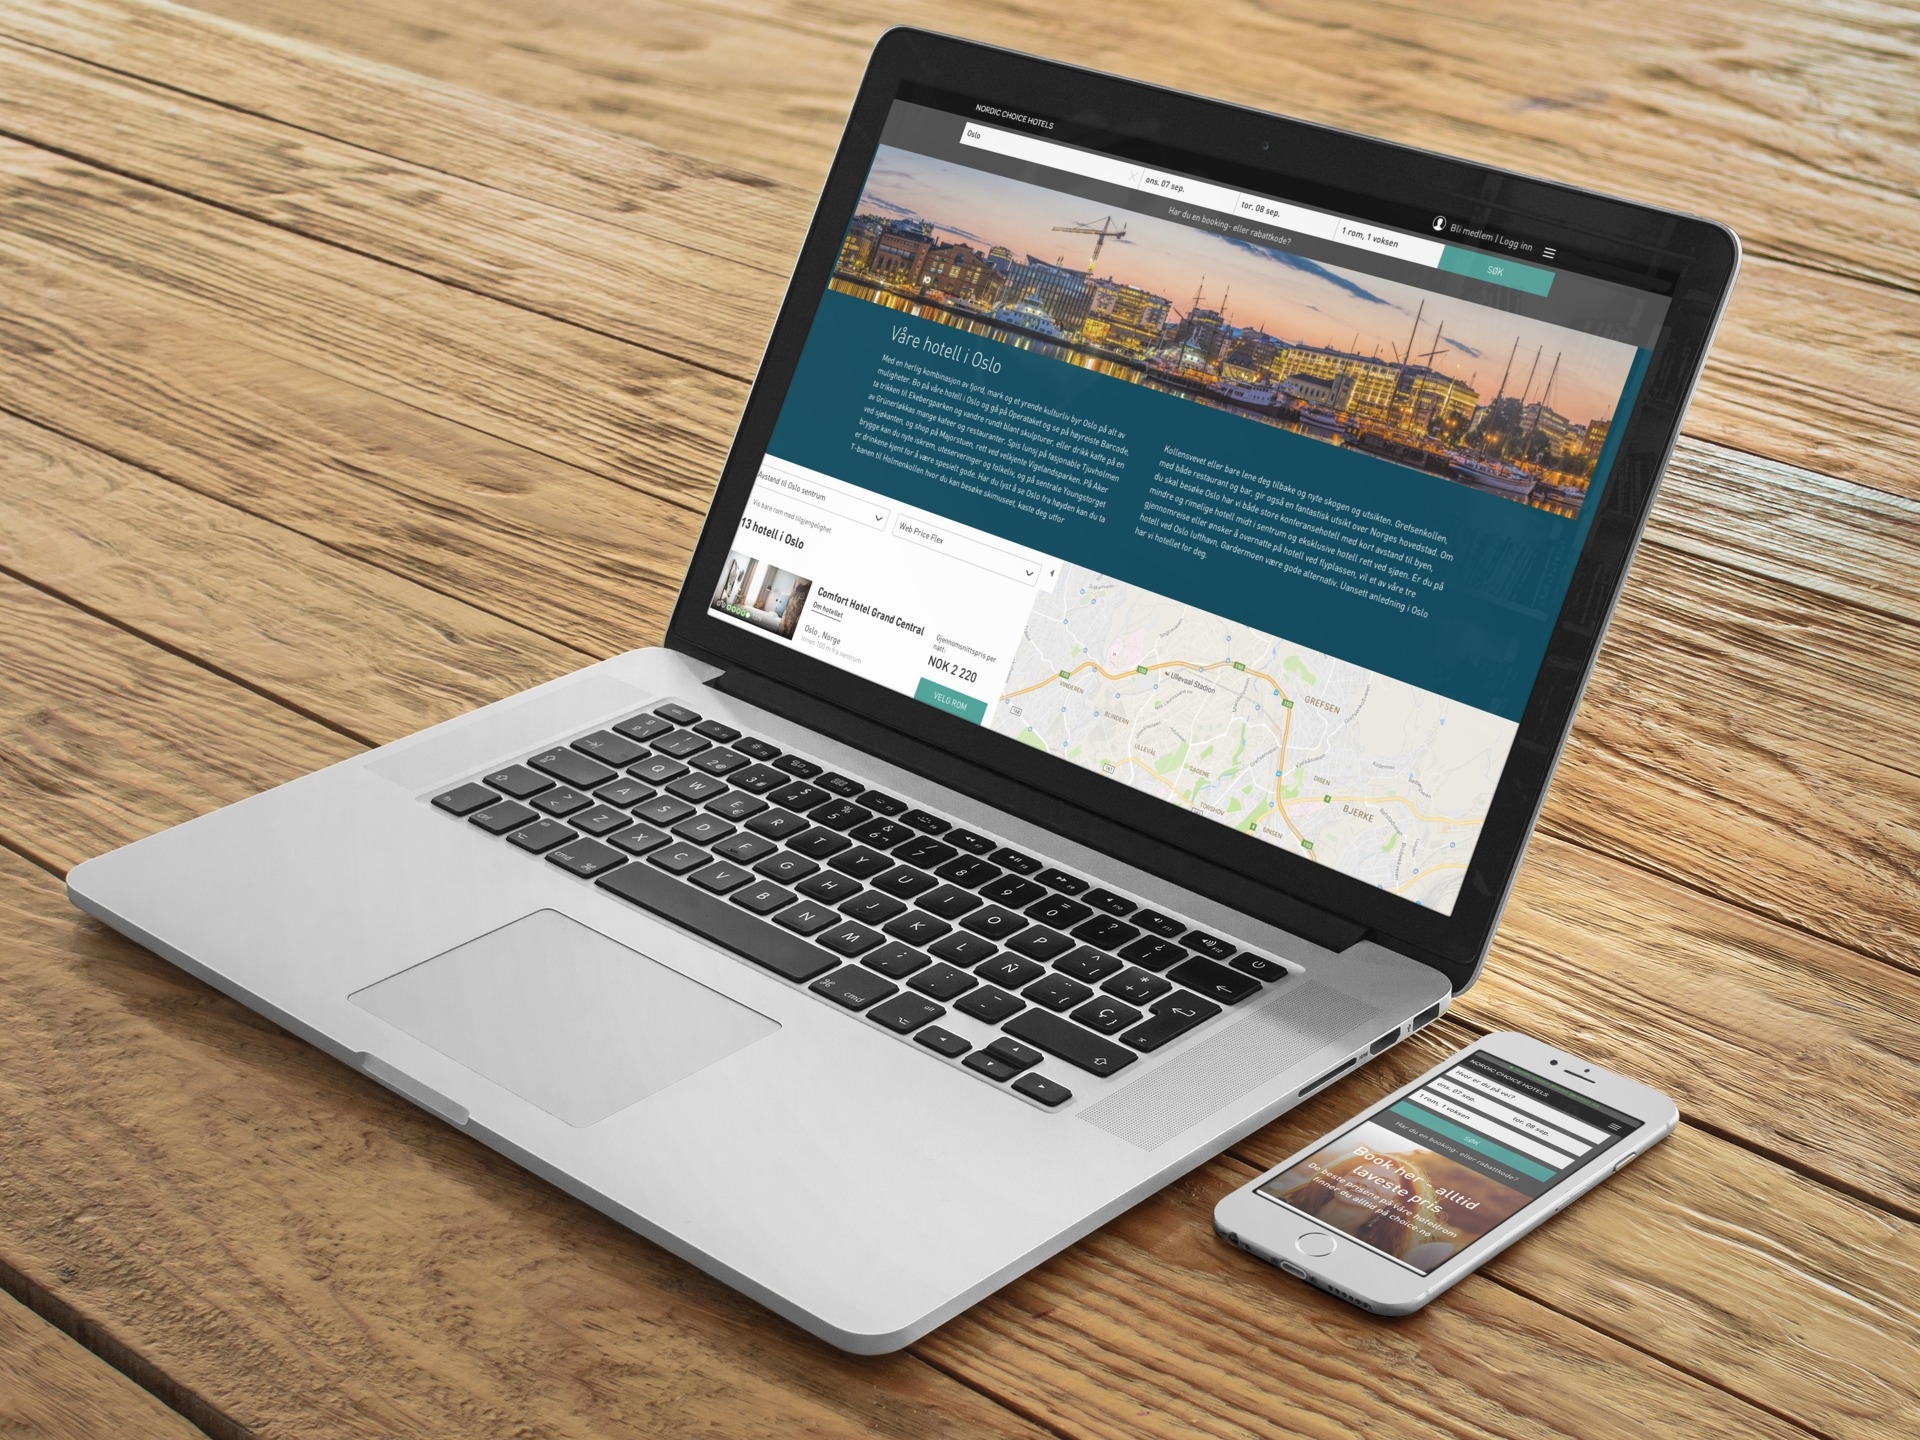 NORDIC CHOICE HOTELS
Bli medlem | Logg inn
Oslo
ons. 07 sep.
tor. 08 sep.
1 rom, 1 voksen
SØK
Har du en booking- eller rabattkode?
Våre hotell i Oslo
Med en herlig kombinasjon av fjord, mark og et yrende kulturliv byr Oslo på alt av
muligheter. Bo på våre hotell i Oslo og gå på Operataket og se på høyreiste Barcode,
ta trikken til Ekebergparken og vandre rundt blant skulpturer, eller drikk kaffe på en
av Grünerløkkas mange kafeer og restauranter. Spis lunsj på fasjonable Tjuvholmen
ved sjøkanten, og shop på Majorstuen, rett ved velkjente Vigelandsparken. På Aker
brygge kan du nyte iskrem, uteserveringer og folkeliv, og på sentrale Youngstorget
er drinkene kjent for å være spesielt gode. Har du lyst å se Oslo fra høyden kan du ta
T-banen til Holmenkollen hvor du kan besøke skimuseet, kaste deg utfor
Kollensvevet eller bare lene deg tilbake og nyte skogen og utsikten. Grefsenkollen,
med både restaurant og bar, gir også en fantastisk utsikt over Norges hovedstad. Om
du skal besøke Oslo har vi både store konferansehotell med kort avstand til byen,
mindre og rimelige hotell midt i sentrum og eksklusive hotell rett ved sjøen. Er du på
gjennomreise eller ønsker å overnatte på hotell ved flyplassen, vil et av våre tre
hotell ved Oslo lufthavn, Gardermoen være gode alternativ. Uansett anledning i Oslo
har vi hotellet for deg.
Avstand til Oslo sentrum
Web Price Flex
Vis bare rom med tilgjengelighet
13 hotell i Oslo
Comfort Hotel Grand Central
Om hotellet
Oslo, Norge
Innen 100 m fra sentrum
Gjennomsnittspris per
natt:
NOK 2 220
VELG ROM
Ullevaal Stadion
VINDEREN
BLINDERN
ULLEVÅL
GREFSEN
SAGENE
TORSHOV
DISEN
BJERKE
SINSEN
esc
Q W E R T Y U I O P
A S D F G H J K L Ñ
Z X C V B N M
cmd
cmd
alt
NORDIC CHOICE HOTELS
Hvor er du på vei?
ons. 07 sep.
tor. 08 sep.
1 rom, 1 voksen
SØK
Har du en booking- eller rabattkode?
Book her - alltid
laveste pris
De beste prisene på våre hotellrom
finner du alltid på choice.no